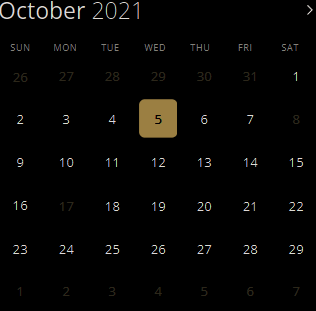 October 2021
SUN MON TUE WED THU FRI SAT
26 27 28 29 30 31 1
2 3 4 5 6 7 8
9 10 11 12 13 14 15
16 17 18 19 20 21 22
23 24 25 26 27 28 29
1 2 3 4 5 6 7